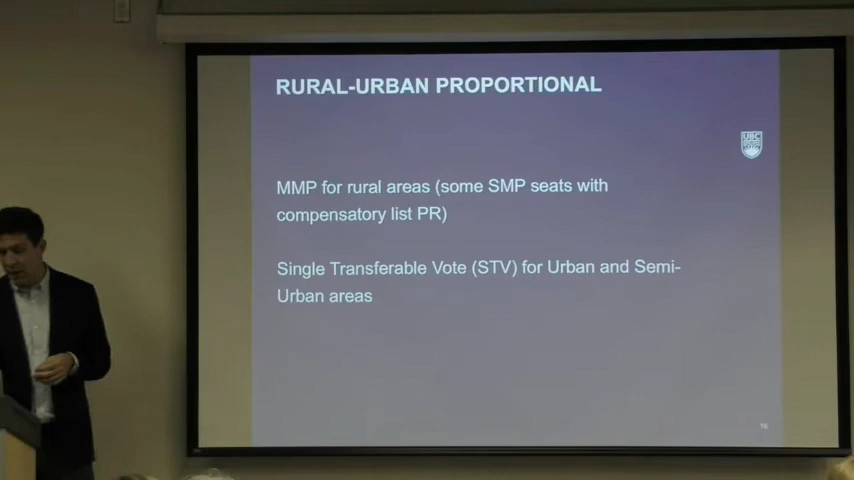 RURAL-URBAN PROPORTIONAL
UBC
MMP for rural areas (some SMP seats with
compensatory list PR)
Single Transferable Vote (STV) for Urban and Semi-
Urban areas